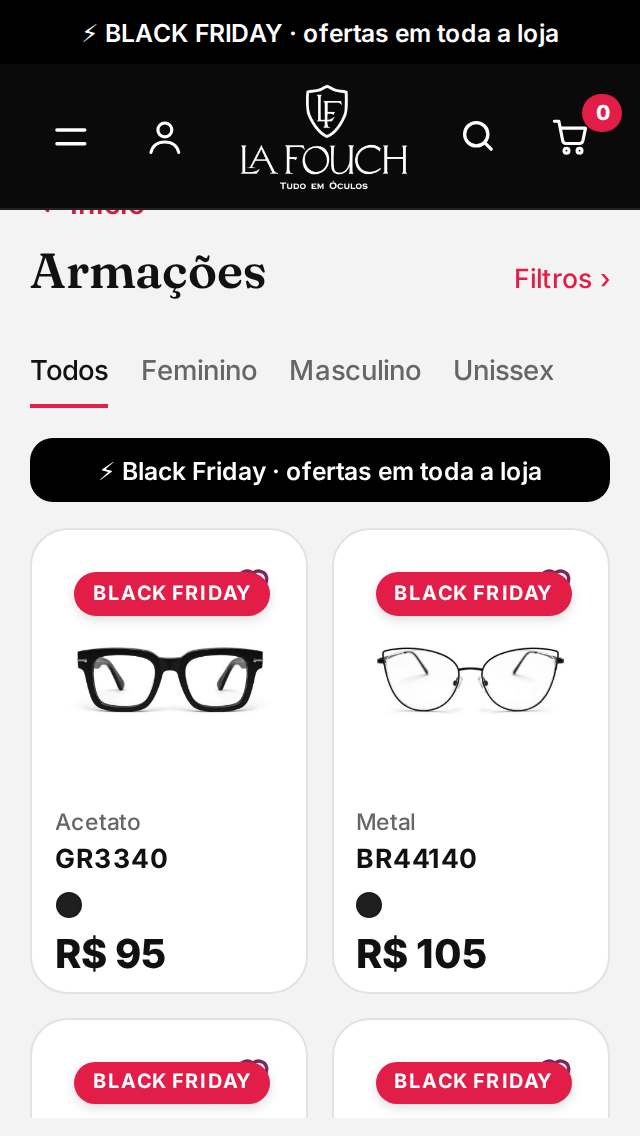 ⚡ BLACK FRIDAY · ofertas em toda a loja
LF
LA FOUCH
TUDO EM ÓCULOS
0
Início
Armações
Filtros ›
Todos Feminino Masculino Unissex
⚡ Black Friday · ofertas em toda a loja
BLACK FRIDAY BLACK FRIDAY
Acetato Metal
GR3340 BR44140
R$ 95 R$ 105
BLACK FRIDAY BLACK FRIDAY